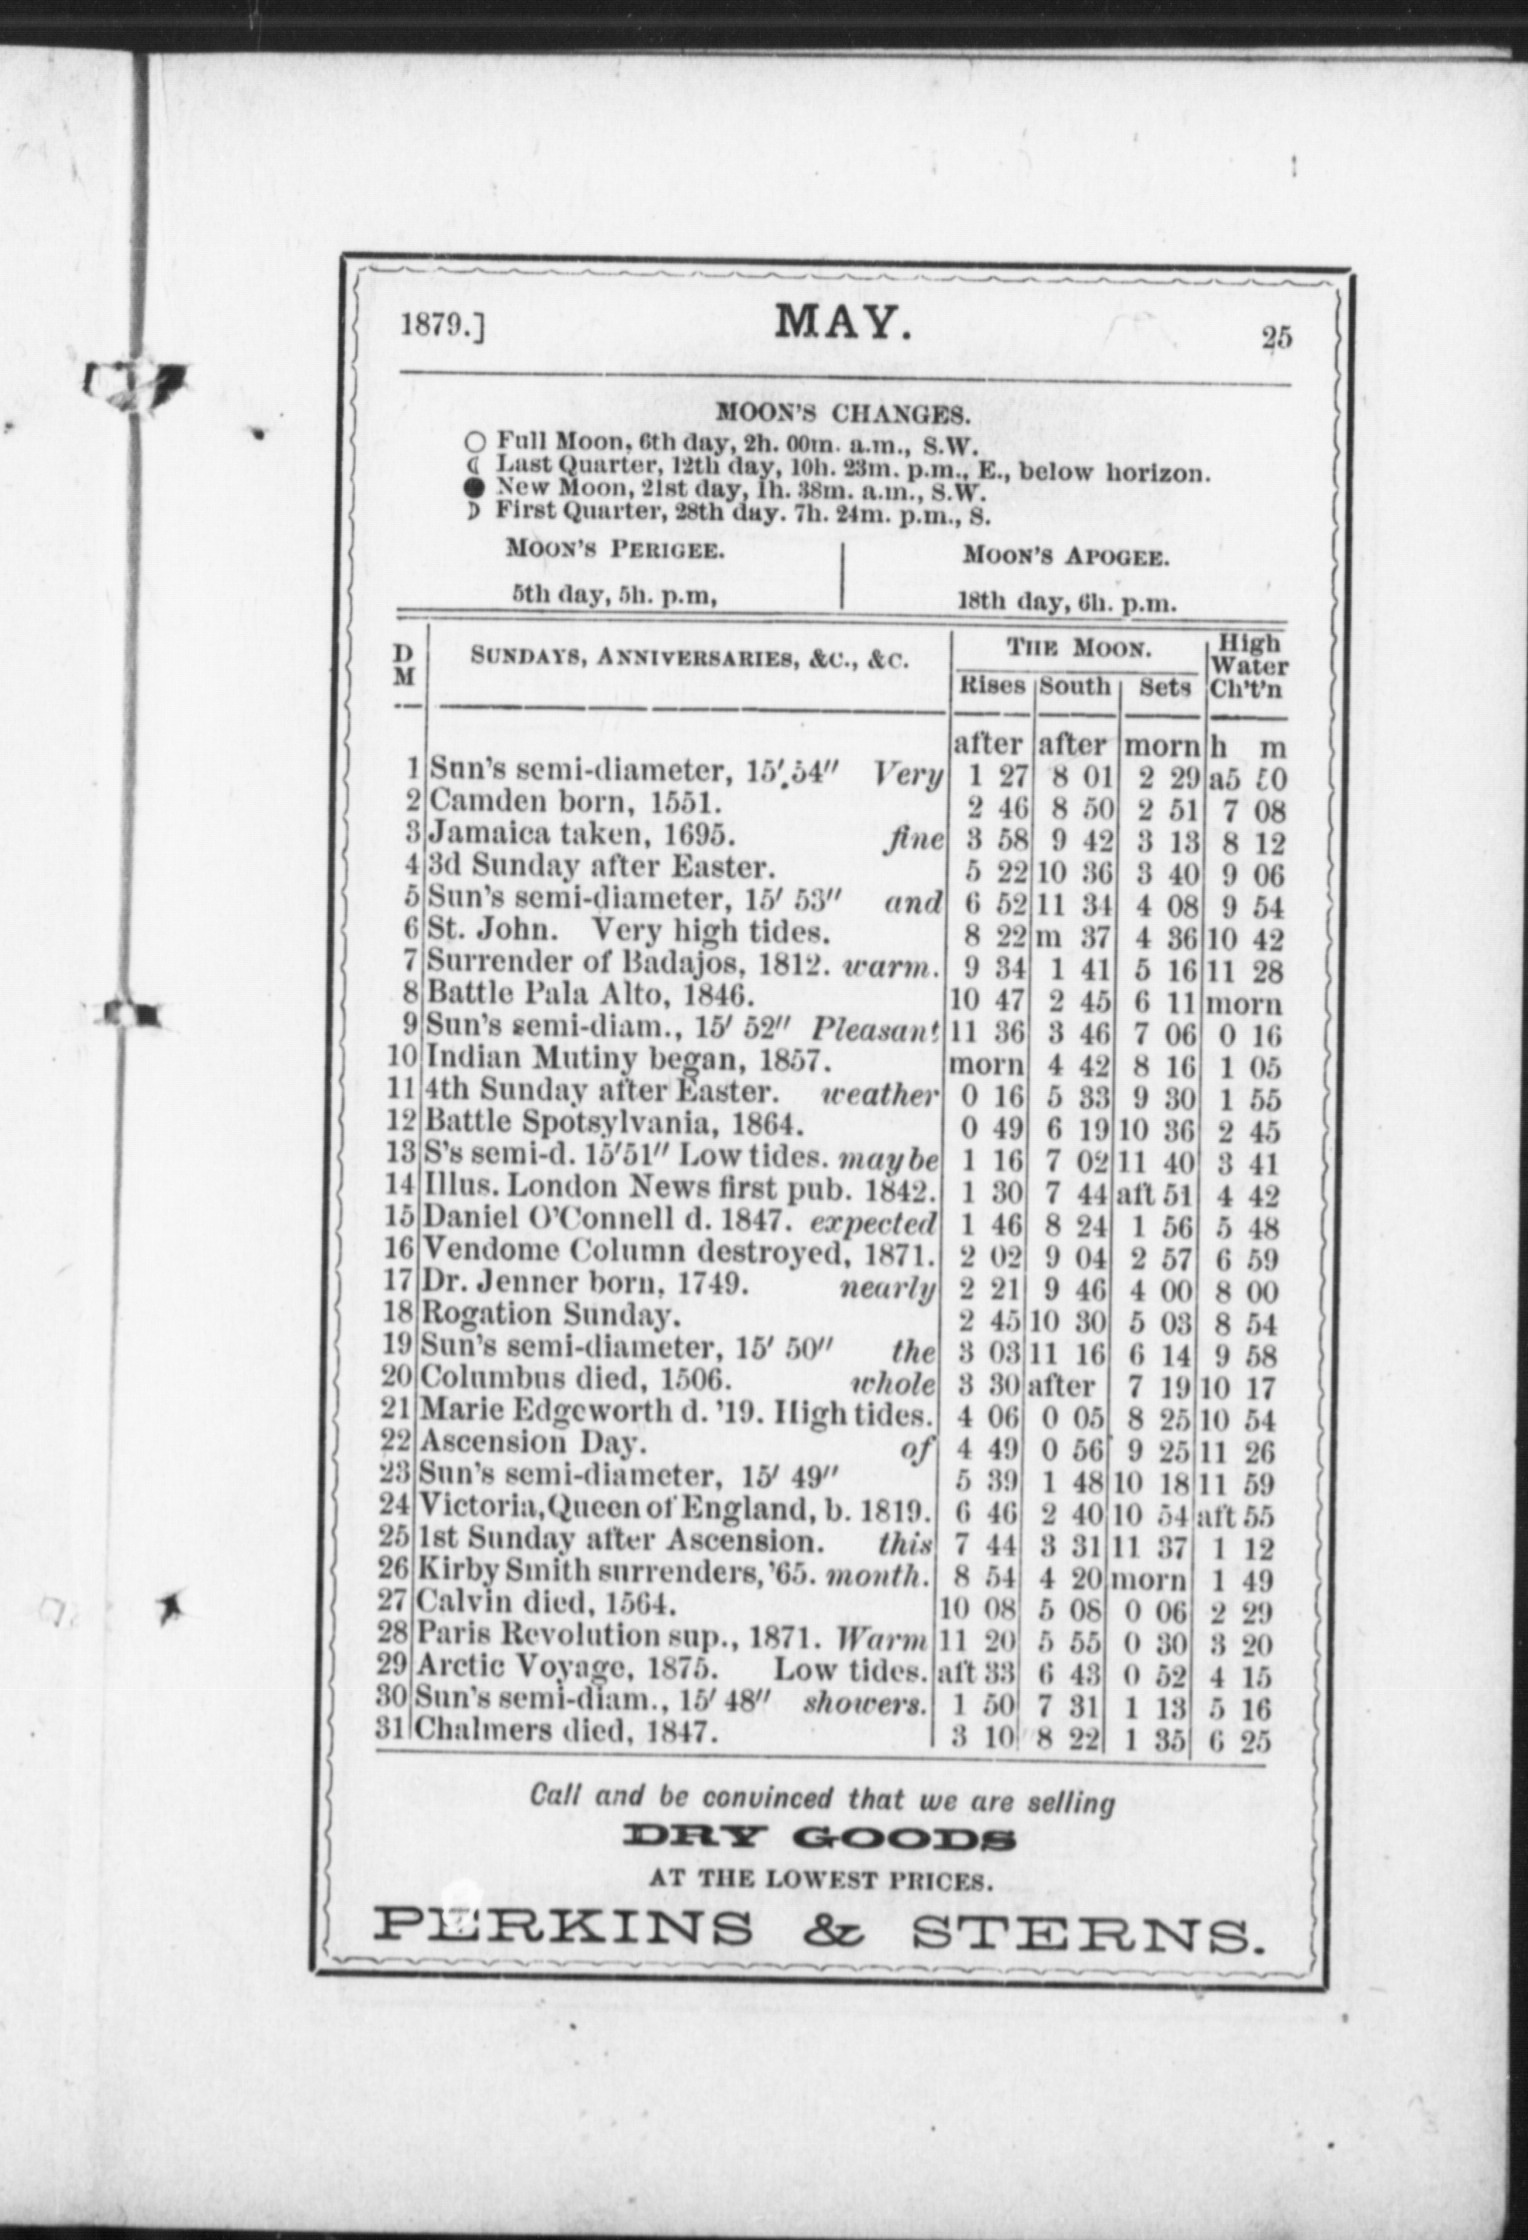 1879.] MAY. 25
MOON'S CHANGES.
○ Full Moon, 6th day, 2h. 00m. a.m., S.W.
☾ Last Quarter, 12th day, 10h. 23m. p.m., E., below horizon.
● New Moon, 21st day, 1h. 38m. a.m., S.W.
☽ First Quarter, 28th day. 7h. 24m. p.m., S.
MOON'S PERIGEE. MOON'S APOGEE.
5th day, 5h. p.m, 18th day, 6h. p.m.
D M SUNDAYS, ANNIVERSARIES, &C., &C. THE MOON. High Water Ch't'n
Rises South Sets
after after morn h m
1 Sun's semi-diameter, 15'.54" Very 1 27 8 01 2 29 a5 50
2 Camden born, 1551. 2 46 8 50 2 51 7 08
3 Jamaica taken, 1695. fine 3 58 9 42 3 13 8 12
4 3d Sunday after Easter. 5 22 10 36 3 40 9 06
5 Sun's semi-diameter, 15' 53" and 6 52 11 34 4 08 9 54
6 St. John. Very high tides. 8 22 m 37 4 36 10 42
7 Surrender of Badajos, 1812. warm. 9 34 1 41 5 16 11 28
8 Battle Pala Alto, 1846. 10 47 2 45 6 11 morn
9 Sun's semi-diam., 15' 52" Pleasant 11 36 3 46 7 06 0 16
10 Indian Mutiny began, 1857. morn 4 42 8 16 1 05
11 4th Sunday after Easter. weather 0 16 5 33 9 30 1 55
12 Battle Spotsylvania, 1864. 0 49 6 19 10 36 2 45
13 S's semi-d. 15'51" Low tides. may be 1 16 7 02 11 40 3 41
14 Illus. London News first pub. 1842. 1 30 7 44 aft 51 4 42
15 Daniel O'Connell d. 1847. expected 1 46 8 24 1 56 5 48
16 Vendome Column destroyed, 1871. 2 02 9 04 2 57 6 59
17 Dr. Jenner born, 1749. nearly 2 21 9 46 4 00 8 00
18 Rogation Sunday. 2 45 10 30 5 03 8 54
19 Sun's semi-diameter, 15' 50" the 3 03 11 16 6 14 9 58
20 Columbus died, 1506. whole 3 30 after 7 19 10 17
21 Marie Edgeworth d. '19. High tides. 4 06 0 05 8 25 10 54
22 Ascension Day. of 4 49 0 56 9 25 11 26
23 Sun's semi-diameter, 15' 49" 5 39 1 48 10 18 11 59
24 Victoria, Queen of England, b. 1819. 6 46 2 40 10 54 aft 55
25 1st Sunday after Ascension. this 7 44 3 31 11 37 1 12
26 Kirby Smith surrenders, '65. month. 8 54 4 20 morn 1 49
27 Calvin died, 1564. 10 08 5 08 0 06 2 29
28 Paris Revolution sup., 1871. Warm 11 20 5 55 0 30 3 20
29 Arctic Voyage, 1875. Low tides. aft 33 6 43 0 52 4 15
30 Sun's semi-diam., 15' 48" showers. 1 50 7 31 1 13 5 16
31 Chalmers died, 1847. 3 10 8 22 1 35 6 25
Call and be convinced that we are selling
DRY GOODS
AT THE LOWEST PRICES.
PERKINS & STERNS.